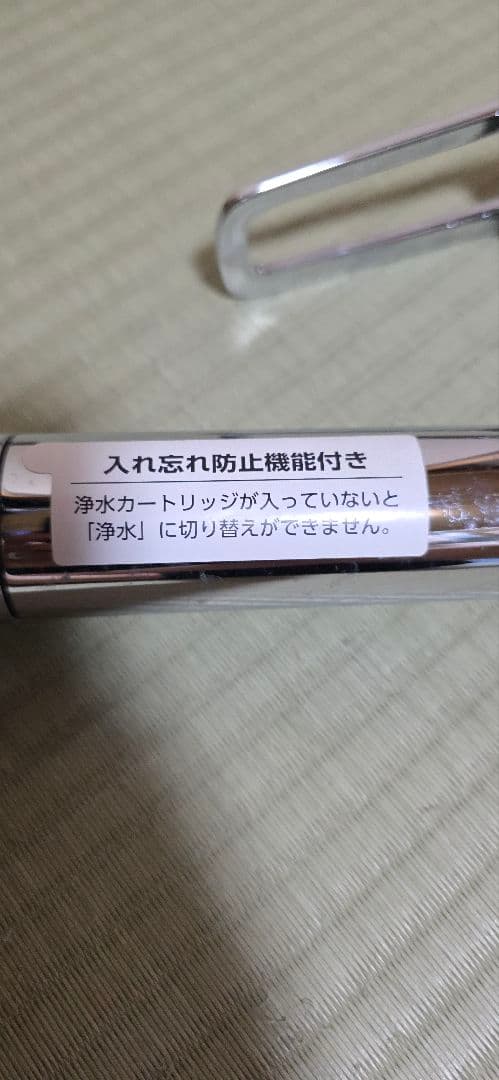 入れ忘れ防止機能付き
浄水カートリッジが入っていないと
「浄水」に切り替えができません。